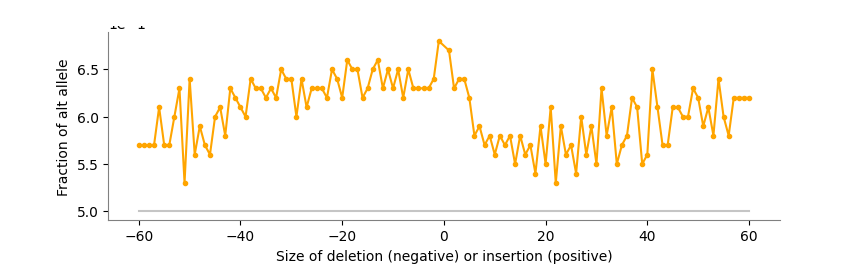 6.5
6.0
5.5
5.0
Fraction of alt allele
−60 −40 −20 0 20 40 60
Size of deletion (negative) or insertion (positive)